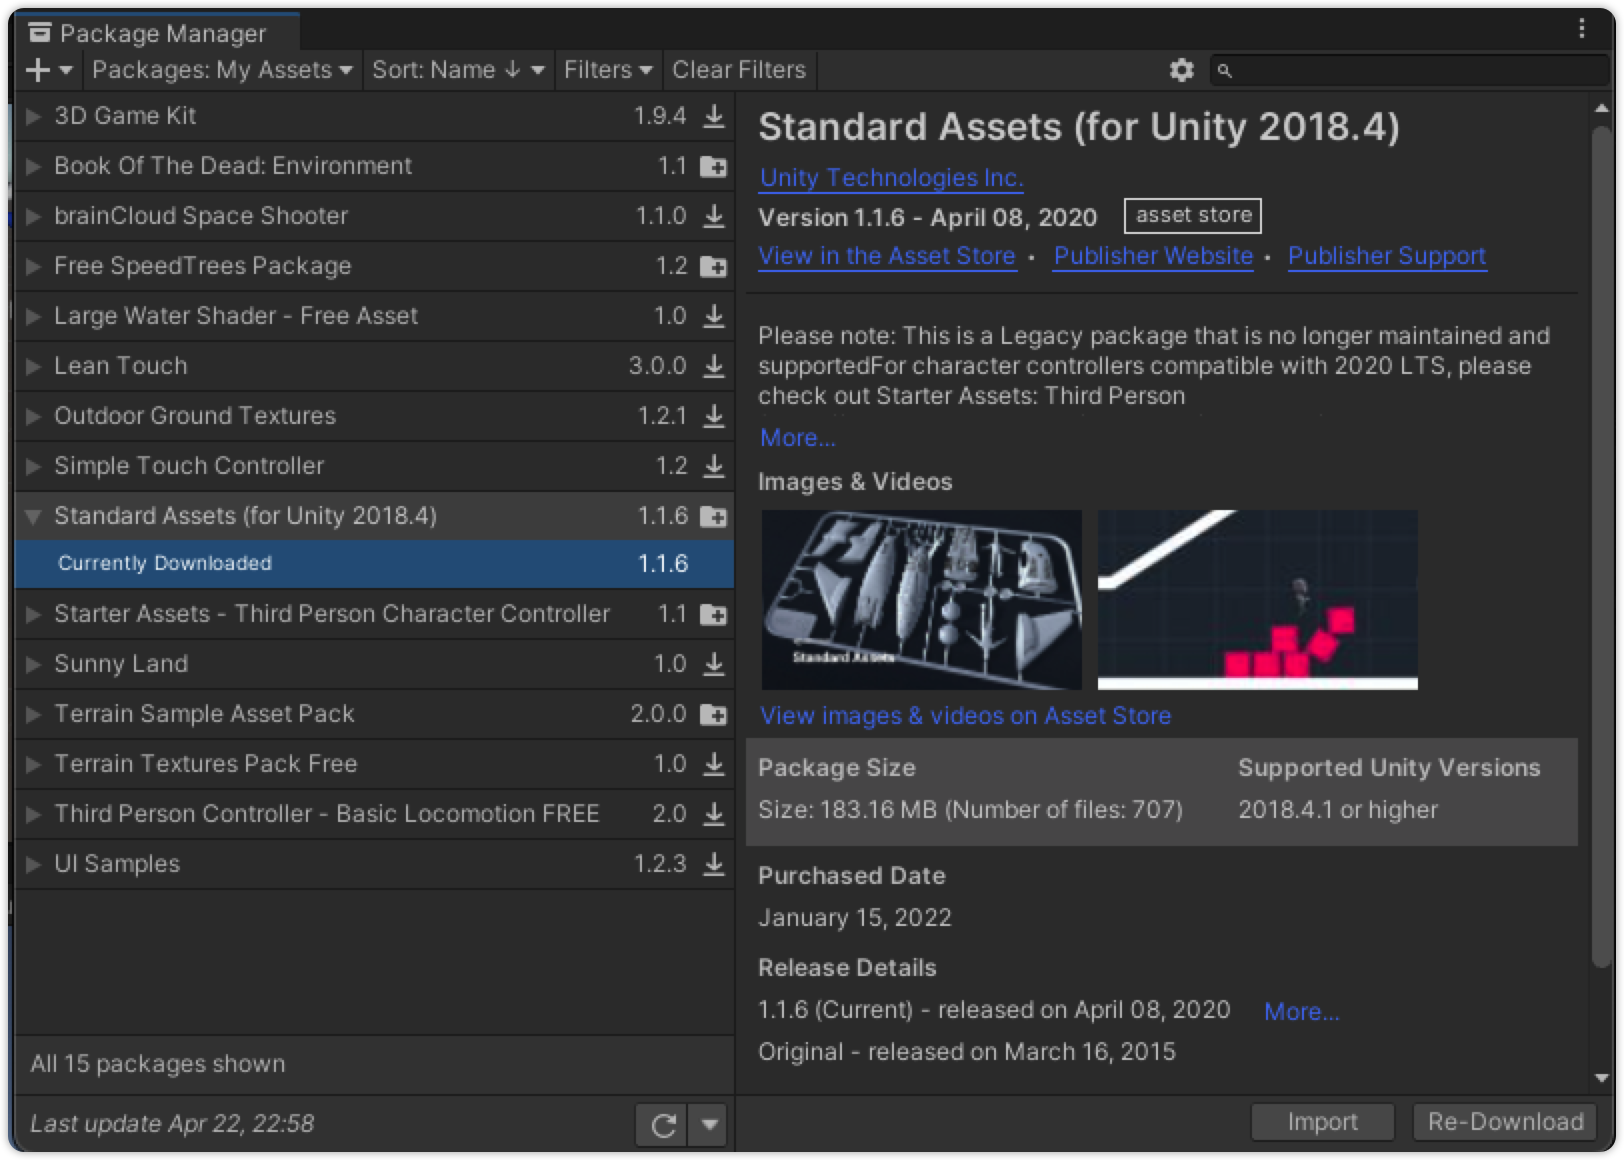 Package Manager
Packages: My Assets Sort: Name ↓ Filters Clear Filters
3D Game Kit 1.9.4
Book Of The Dead: Environment 1.1
brainCloud Space Shooter 1.1.0
Free SpeedTrees Package 1.2
Large Water Shader - Free Asset 1.0
Lean Touch 3.0.0
Outdoor Ground Textures 1.2.1
Simple Touch Controller 1.2
Standard Assets (for Unity 2018.4) 1.1.6
Currently Downloaded 1.1.6
Starter Assets - Third Person Character Controller 1.1
Sunny Land 1.0
Terrain Sample Asset Pack 2.0.0
Terrain Textures Pack Free 1.0
Third Person Controller - Basic Locomotion FREE 2.0
UI Samples 1.2.3
All 15 packages shown
Last update Apr 22, 22:58
Standard Assets (for Unity 2018.4)
Unity Technologies Inc.
Version 1.1.6 - April 08, 2020 asset store
View in the Asset Store • Publisher Website • Publisher Support
Please note: This is a Legacy package that is no longer maintained and
supportedFor character controllers compatible with 2020 LTS, please
check out Starter Assets: Third Person
More...
Images & Videos
Standard Assets
View images & videos on Asset Store
Package Size Supported Unity Versions
Size: 183.16 MB (Number of files: 707) 2018.4.1 or higher
Purchased Date
January 15, 2022
Release Details
1.1.6 (Current) - released on April 08, 2020 More...
Original - released on March 16, 2015
Import Re-Download